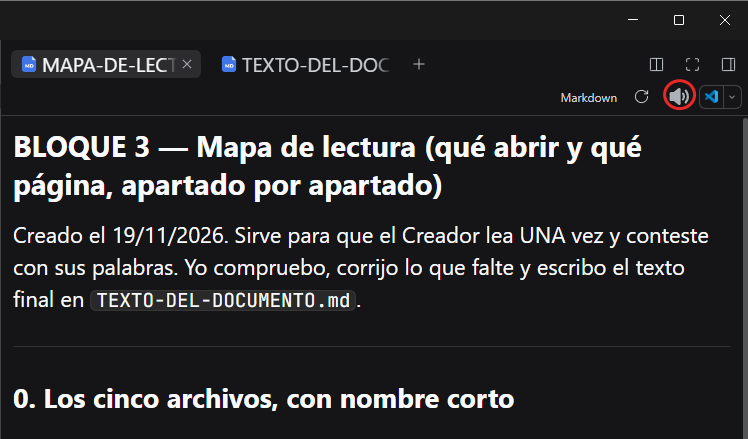 MAPA-DE-LECT
TEXTO-DEL-DOC
Markdown
BLOQUE 3 — Mapa de lectura (qué abrir y qué
página, apartado por apartado)
Creado el 19/11/2026. Sirve para que el Creador lea UNA vez y conteste
con sus palabras. Yo compruebo, corrijo lo que falte y escribo el texto
final en TEXTO-DEL-DOCUMENTO.md.
0. Los cinco archivos, con nombre corto